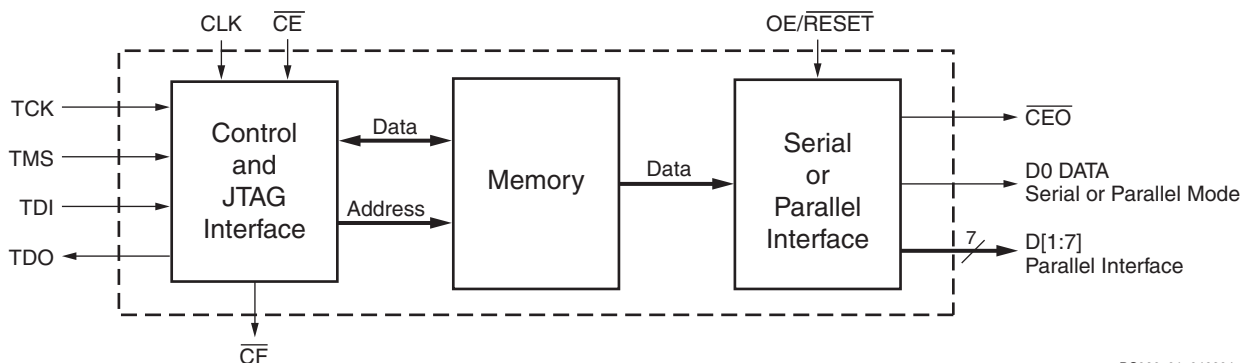 CLK
CE
OE/RESET
TCK
TMS
TDI
TDO
Control
and
JTAG
Interface
Data
Address
Memory
Data
Serial
or
Parallel
Interface
CEO
D0 DATA
Serial or Parallel Mode
7
D[1:7]
Parallel Interface
CF